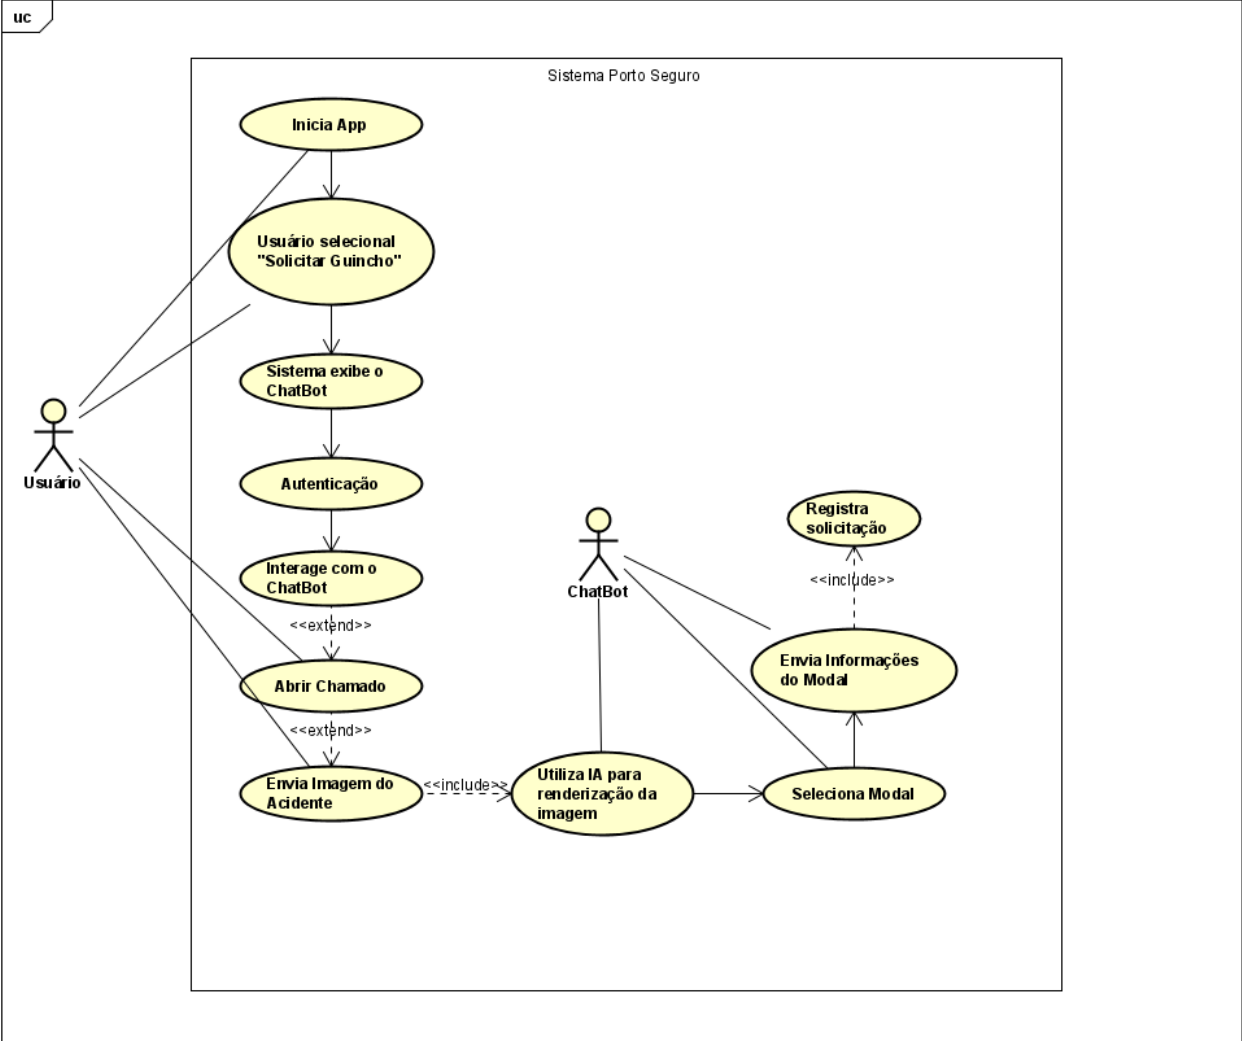 uc
Sistema Porto Seguro
Inicia App
Usuário selecional
"Solicitar Guincho"
Sistema exibe o
ChatBot
Usuário
Autenticação
Interage com o
ChatBot
<<extend>>
Abrir Chamado
<<extend>>
Envia Imagem do
Acidente
<<include>>
ChatBot
Utiliza IA para
renderização da
imagem
Seleciona Modal
Envia Informações
do Modal
<<include>>
Registra
solicitação